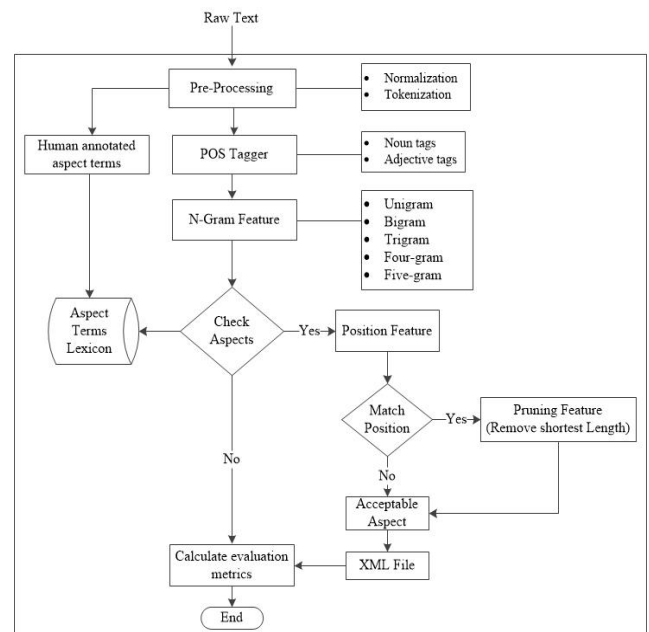 Raw Text
Pre-Processing
• Normalization
• Tokenization
Human annotated
aspect terms
POS Tagger
• Noun tags
• Adjective tags
N-Gram Feature
• Unigram
• Bigram
• Trigram
• Four-gram
• Five-gram
Aspect
Terms
Lexicon
Check
Aspects
Yes
Position Feature
Match
Position
Yes
Pruning Feature
(Remove shortest Length)
No
No
Acceptable
Aspect
XML File
Calculate evaluation
metrics
End